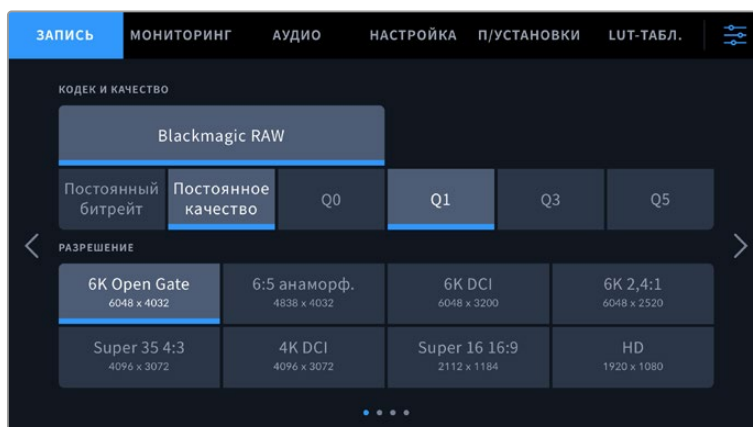 ЗАПИСЬ МОНИТОРИНГ АУДИО НАСТРОЙКА П/УСТАНОВКИ LUT-ТАБЛ.
КОДЕК И КАЧЕСТВО
Blackmagic RAW
Постоянный битрейт Постоянное качество Q0 Q1 Q3 Q5
РАЗРЕШЕНИЕ
6K Open Gate 6:5 анаморф. 6K DCI 6K 2,4:1
6048 x 4032 4838 x 4032 6048 x 3200 6048 x 2520
Super 35 4:3 4K DCI Super 16 16:9 HD
4096 x 3072 4096 x 3072 2112 x 1184 1920 x 1080